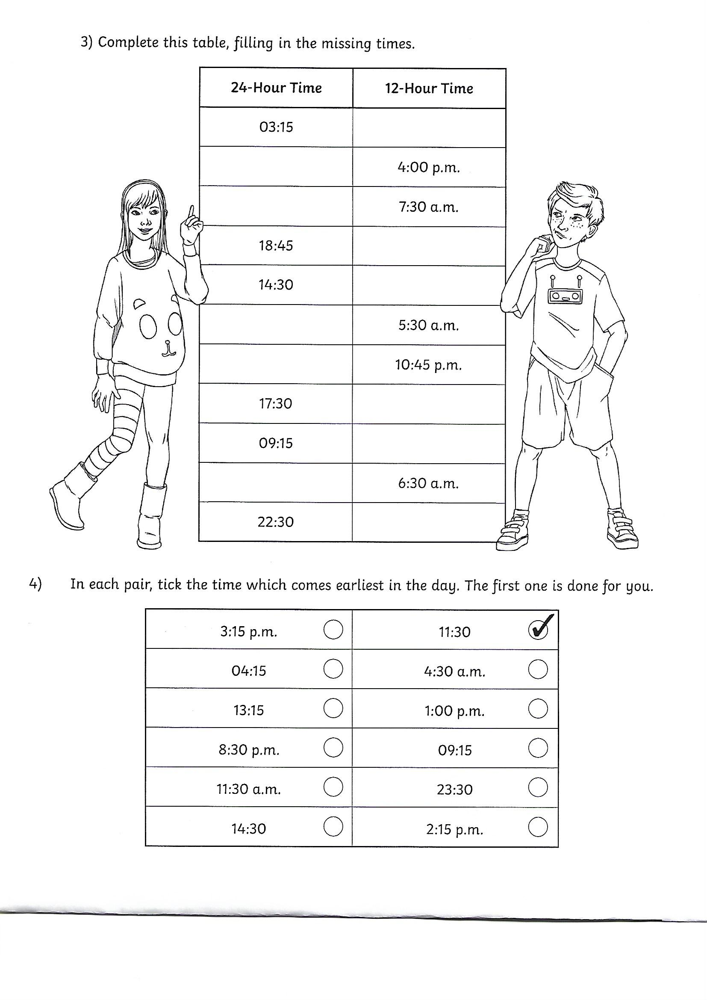 3) Complete this table, filling in the missing times.
24-Hour Time 12-Hour Time
03:15
4:00 p.m.
7:30 a.m.
18:45
14:30
5:30 a.m.
10:45 p.m.
17:30
09:15
6:30 a.m.
22:30
4) In each pair, tick the time which comes earliest in the day. The first one is done for you.
3:15 p.m. 11:30
04:15 4:30 a.m.
13:15 1:00 p.m.
8:30 p.m. 09:15
11:30 a.m. 23:30
14:30 2:15 p.m.